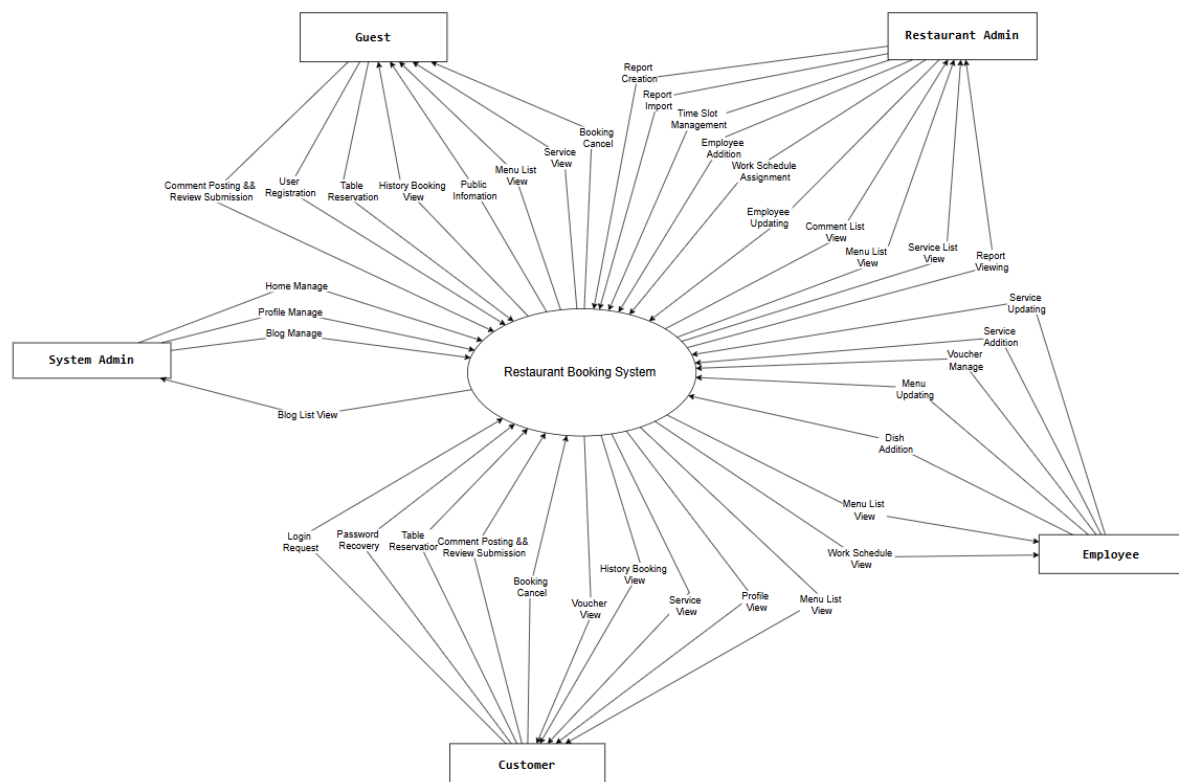 Guest
Restaurant Admin
Report
Creation
Report
Import
Time Slot
Management
Booking
Cancel
Employee
Addition
Service
View
Work Schedule
Assignment
Menu List
View
Comment Posting &&
Review Submission
User
Registration
Table
Reservation
History Booking
View
Public
Infomation
Employee
Updating
Comment List
View
Menu List
View
Service List
View
Report
Viewing
Home Manage
Profile Manage
Blog Manage
System Admin
Blog List View
Restaurant Booking System
Service
Updating
Service
Addition
Voucher
Manage
Menu
Updating
Dish
Addition
Menu List
View
Work Schedule
View
Employee
Login
Request
Password
Recovery
Table
Reservation
Comment Posting &&
Review Submission
Booking
Cancel
Voucher
View
History Booking
View
Service
View
Profile
View
Menu List
View
Customer